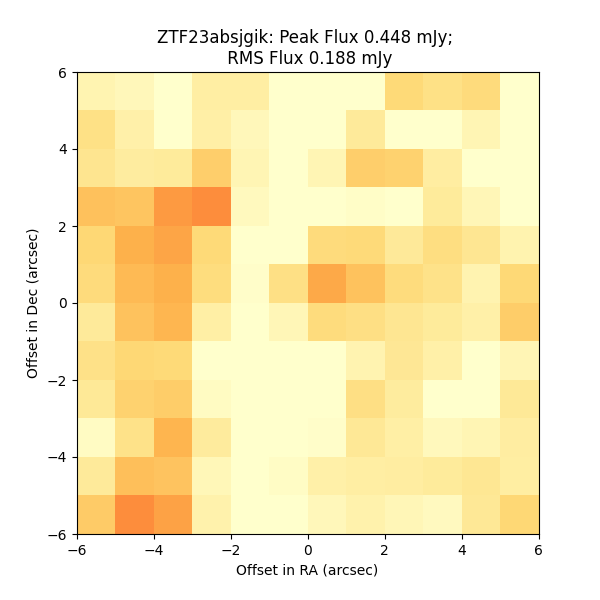 ZTF23absjgik: Peak Flux 0.448 mJy;
RMS Flux 0.188 mJy
6
4
2
0
−2
−4
−6
Offset in Dec (arcsec)
−6 −4 −2 0 2 4 6
Offset in RA (arcsec)